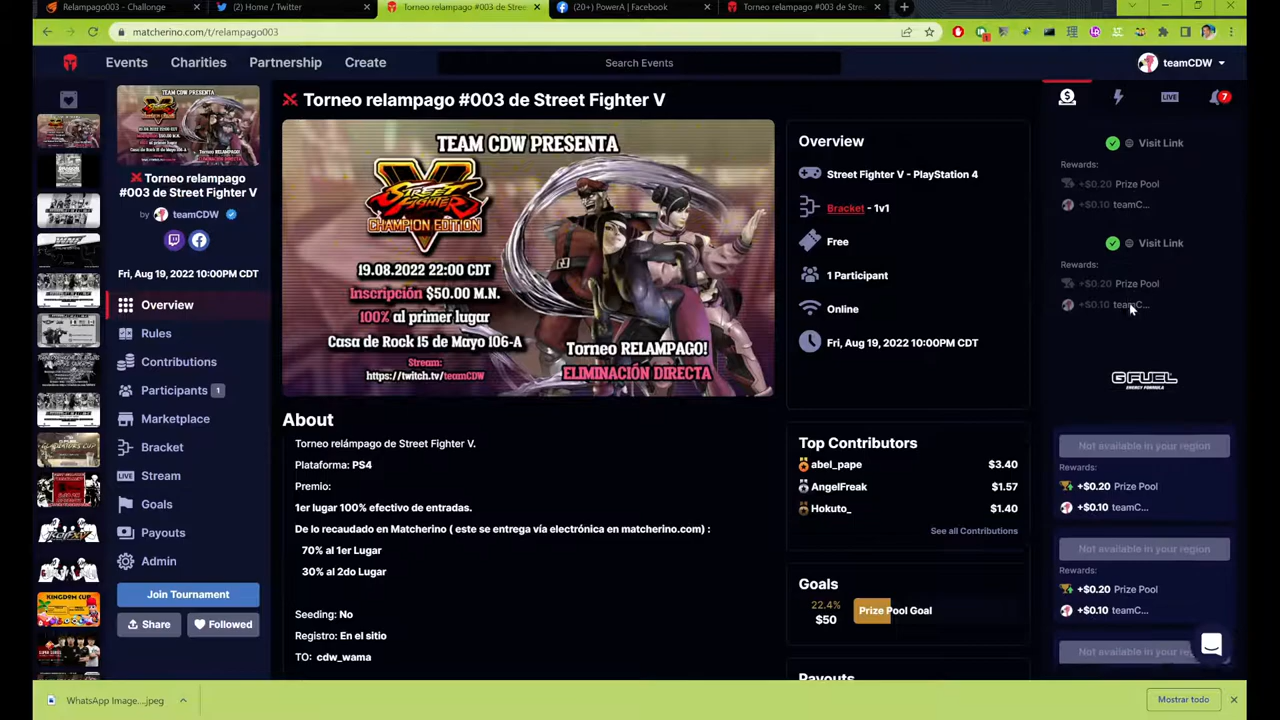 Relampago003 - Challonge
(2) Home / Twitter
Torneo relampago #003 de Stree
(20+) PowerA | Facebook
Torneo relampago #003 de Stre
matcherino.com/t/relampago003
Events
Charities
Partnership
Create
Search Events
teamCDW
Torneo relampago
#003 de Street Fighter V
by teamCDW
Fri, Aug 19, 2022 10:00PM CDT
Overview
Rules
Contributions
Participants 1
Marketplace
Bracket
LIVE Stream
Goals
Payouts
Admin
Join Tournament
Share
Followed
Torneo relampago #003 de Street Fighter V
TEAM CDW PRESENTA
STREET FIGHTER V
CHAMPION EDITION
19.08.2022 22:00 CDT
Inscripción $50.00 M.N.
100% al primer lugar
Casa de Rock 15 de Mayo 106-A
Stream:
https://twitch.tv/teamCDW
Torneo RELAMPAGO!
ELIMINACIÓN DIRECTA
About
Torneo relámpago de Street Fighter V.
Plataforma: PS4
Premio:
1er lugar 100% efectivo de entradas.
De lo recaudado en Matcherino ( este se entrega vía electrónica en matcherino.com) :
70% al 1er Lugar
30% al 2do Lugar
Seeding: No
Registro: En el sitio
TO: cdw_wama
Overview
Street Fighter V - PlayStation 4
Bracket - 1v1
Free
1 Participant
Online
Fri, Aug 19, 2022 10:00PM CDT
Top Contributors
abel_pape $3.40
AngelFreak $1.57
Hokuto_ $1.40
See all Contributions
Goals
22.4%
$50
Prize Pool Goal
Payouts
LIVE
7
Visit Link
Rewards:
+$0.20 Prize Pool
+$0.10 teamC...
Visit Link
Rewards:
+$0.20 Prize Pool
+$0.10 teamC...
G FUEL
ENERGY FORMULA
Not available in your region
Rewards:
+$0.20 Prize Pool
+$0.10 teamC...
Not available in your region
Rewards:
+$0.20 Prize Pool
+$0.10 teamC...
Not available in your region
WhatsApp Image....jpeg
Mostrar todo